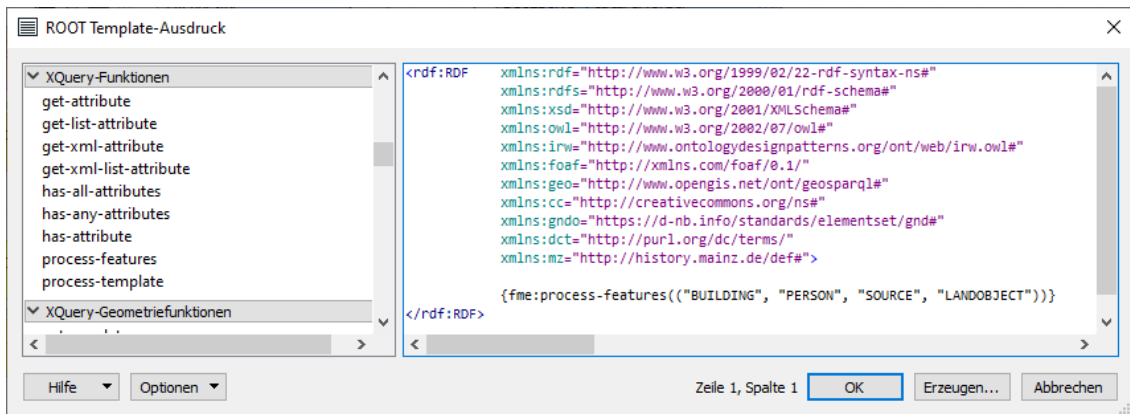 ROOT Template-Ausdruck
XQuery-Funktionen
get-attribute
get-list-attribute
get-xml-attribute
get-xml-list-attribute
has-all-attributes
has-any-attributes
has-attribute
process-features
process-template
XQuery-Geometriefunktionen
<rdf:RDF xmlns:rdf="http://www.w3.org/1999/02/22-rdf-syntax-ns#"
xmlns:rdfs="http://www.w3.org/2000/01/rdf-schema#"
xmlns:xsd="http://www.w3.org/2001/XMLSchema#"
xmlns:owl="http://www.w3.org/2002/07/owl#"
xmlns:irw="http://www.ontologydesignpatterns.org/ont/web/irw.owl#"
xmlns:foaf="http://xmlns.com/foaf/0.1/"
xmlns:geo="http://www.opengis.net/ont/geosparql#"
xmlns:cc="http://creativecommons.org/ns#"
xmlns:gndo="https://d-nb.info/standards/elementset/gnd#"
xmlns:dct="http://purl.org/dc/terms/"
xmlns:mz="http://history.mainz.de/def#">
{fme:process-features(("BUILDING", "PERSON", "SOURCE", "LANDOBJECT"))}
</rdf:RDF>
Hilfe
Optionen
Zeile 1, Spalte 1
OK
Erzeugen...
Abbrechen